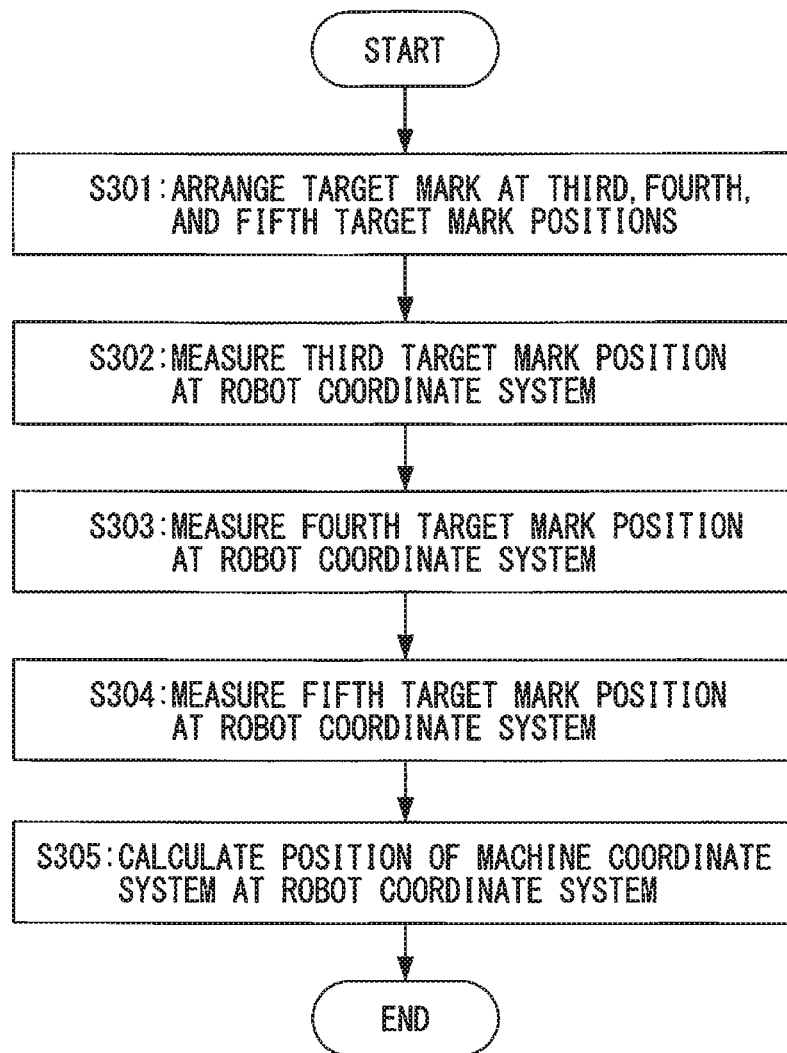 START
S301:ARRANGE TARGET MARK AT THIRD,FOURTH,
AND FIFTH TARGET MARK POSITIONS
S302:MEASURE THIRD TARGET MARK POSITION
AT ROBOT COORDINATE SYSTEM
S303:MEASURE FOURTH TARGET MARK POSITION
AT ROBOT COORDINATE SYSTEM
S304:MEASURE FIFTH TARGET MARK POSITION
AT ROBOT COORDINATE SYSTEM
S305:CALCULATE POSITION OF MACHINE COORDINATE
SYSTEM AT ROBOT COORDINATE SYSTEM
END